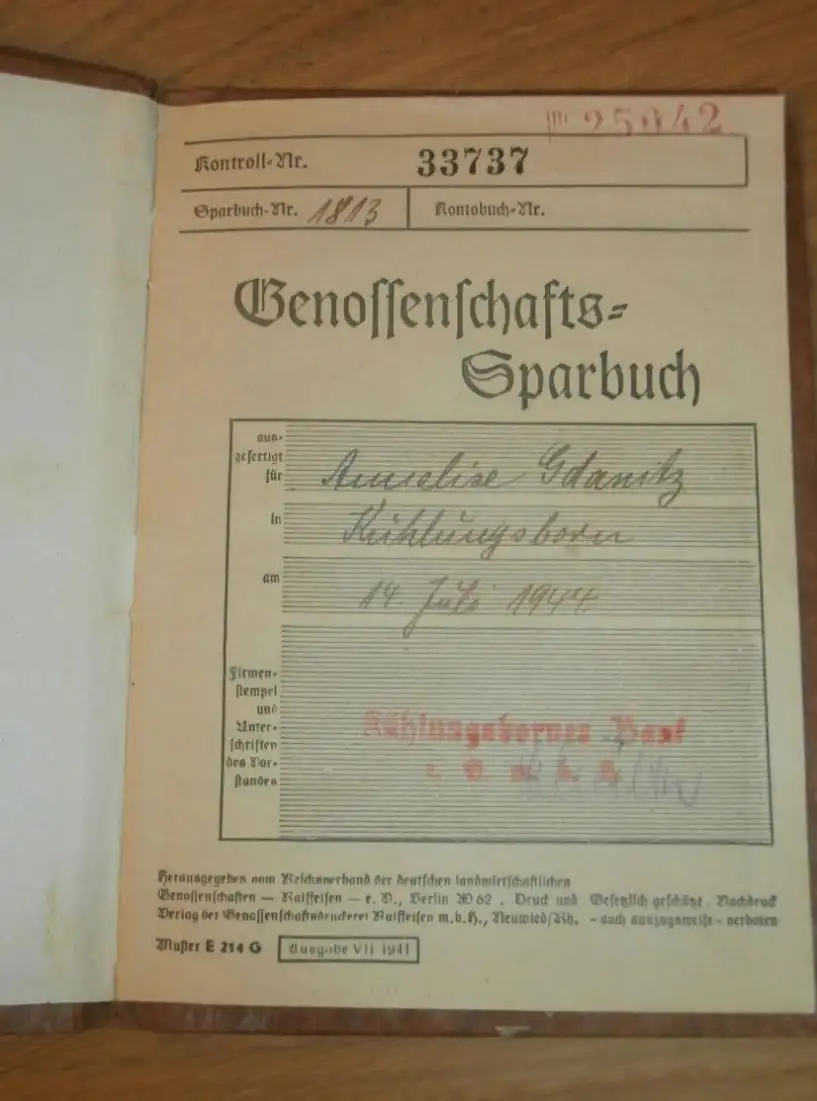 25042
Kontroll-Nr. 33737
Sparbuch-Nr. 1813 Kontobuch-Nr.
Genossenschafts-
Sparbuch
aus-
gefertigt
für Annelise Gdanitz
in Kühlungsborn
am 14. Juli 1944
Firmen-
stempel
und
Unter-
schriften
des Vor-
standes
Kühlungsborner Bank
e. G. m. b. H.
Herausgegeben vom Reichsverband der deutschen landwirtschaftlichen
Genossenschaften — Raiffeisen — e. V., Berlin W 62 . Druck und
Verlag der Genossenschaftsdruckerei Raiffeisen m.b.H., Neuwied/Rh.
Gesetzlich geschützt . Nachdruck
- auch auszugsweise - verboten
Muster E 214 G Ausgabe VII 1941